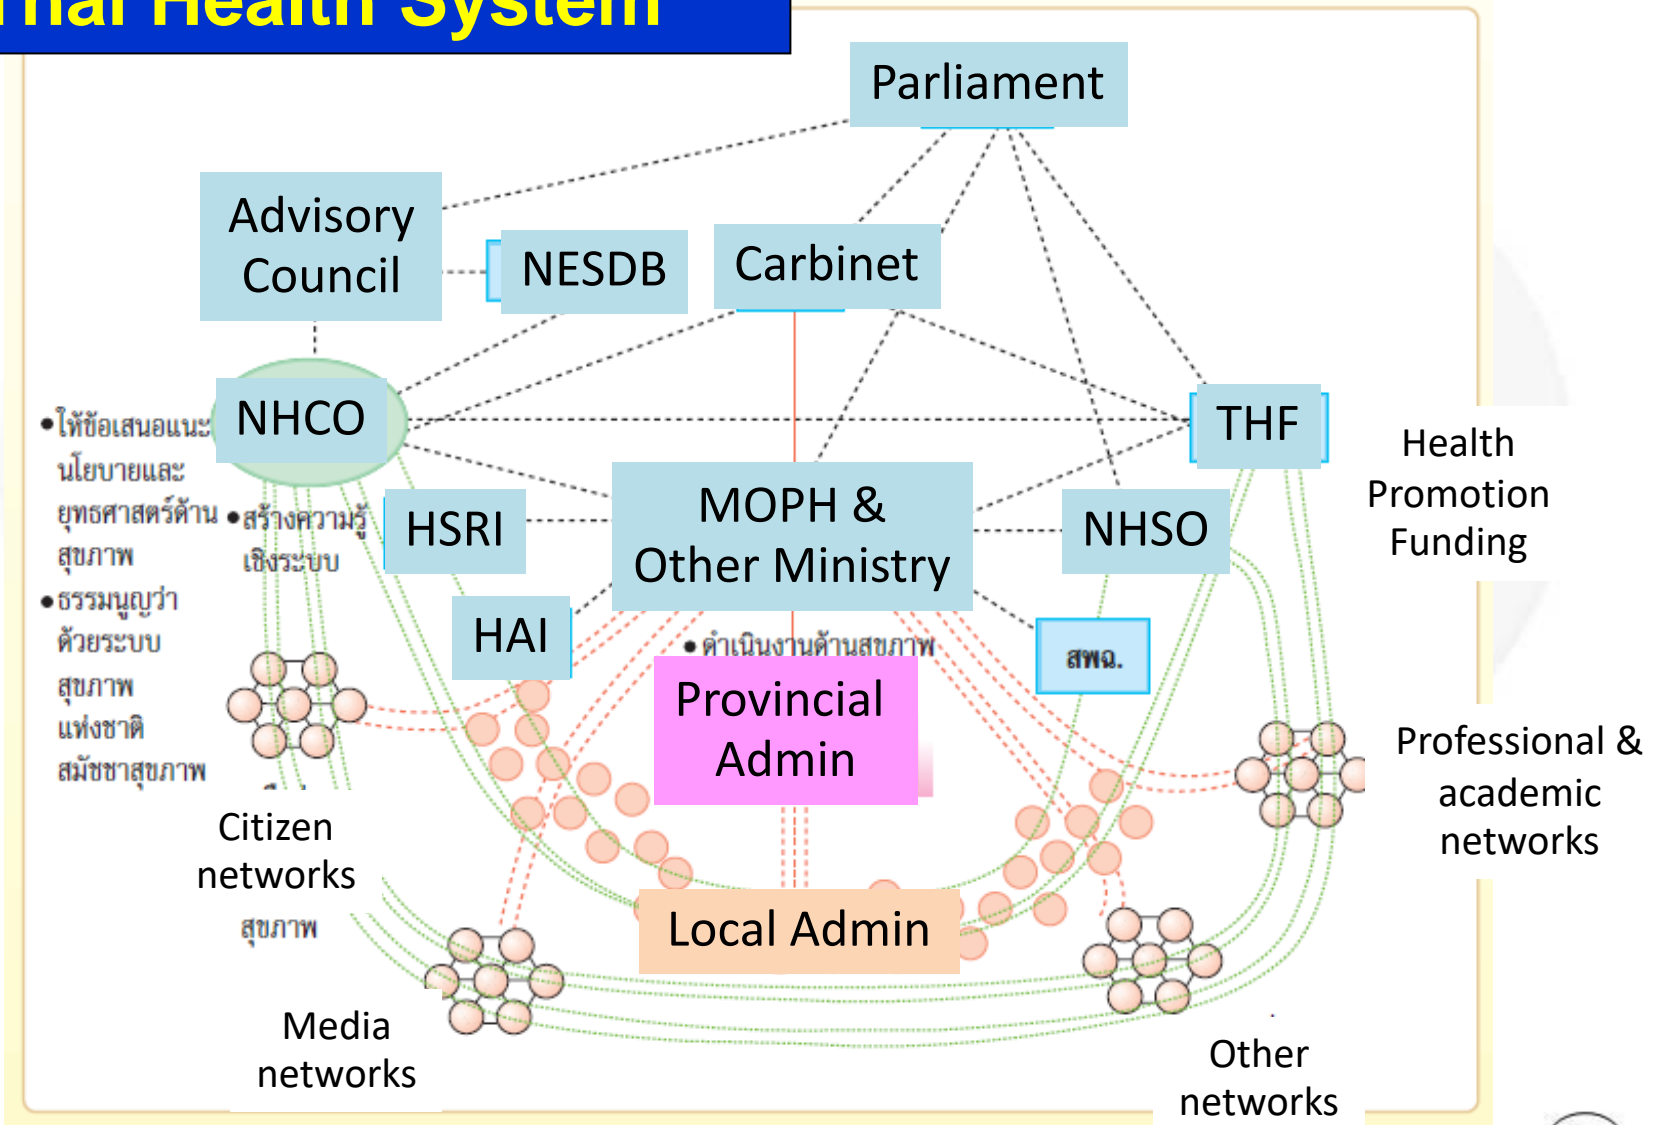 Thai Health System
Parliament
Advisory
Council
NESDB
Carbinet
NHCO
THF
Health
Promotion
Funding
•ให้ข้อเสนอแนะ
นโยบายและ
ยุทธศาสตร์ด้าน
สุขภาพ
•ธรรมนูญว่า
ด้วยระบบ
สุขภาพ
แห่งชาติ
สมัชชาสุขภาพ
•สร้างความรู้
เชิงระบบ
HSRI
MOPH &
Other Ministry
NHSO
HAI
•ดำเนินงานด้านสุขภาพ
สพฉ.
Provincial
Admin
Professional &
academic
networks
Citizen
networks
สุขภาพ
Local Admin
Media
networks
Other
networks